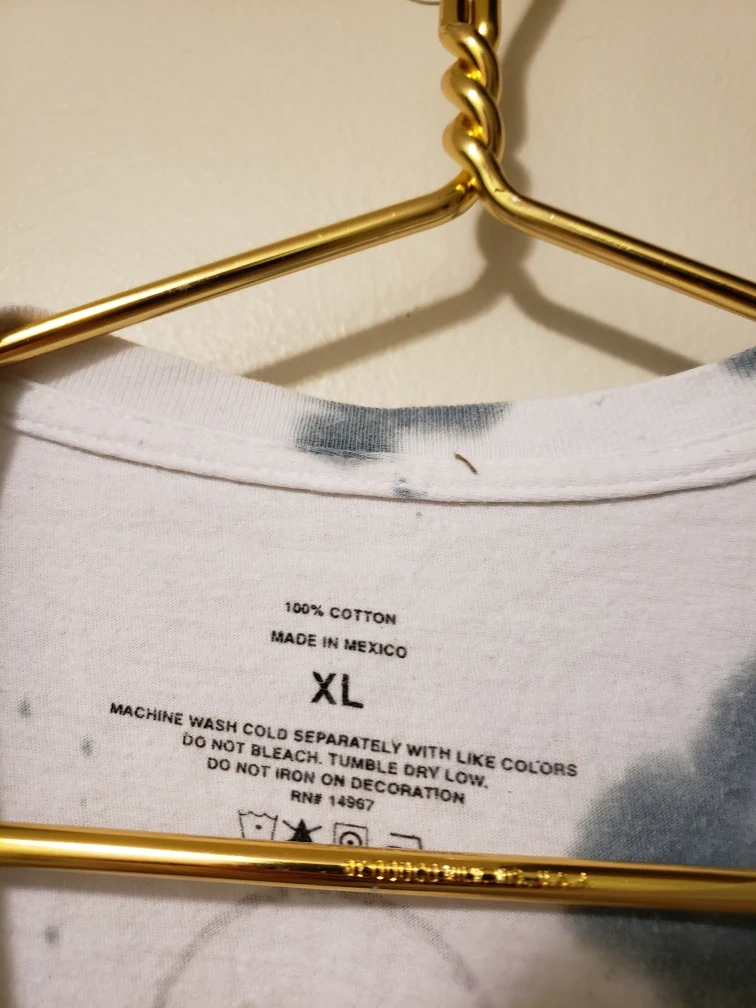 100% COTTON
MADE IN MEXICO
XL
MACHINE WASH COLD SEPARATELY WITH LIKE COLORS
DO NOT BLEACH. TUMBLE DRY LOW.
DO NOT IRON ON DECORATION
RN# 14967